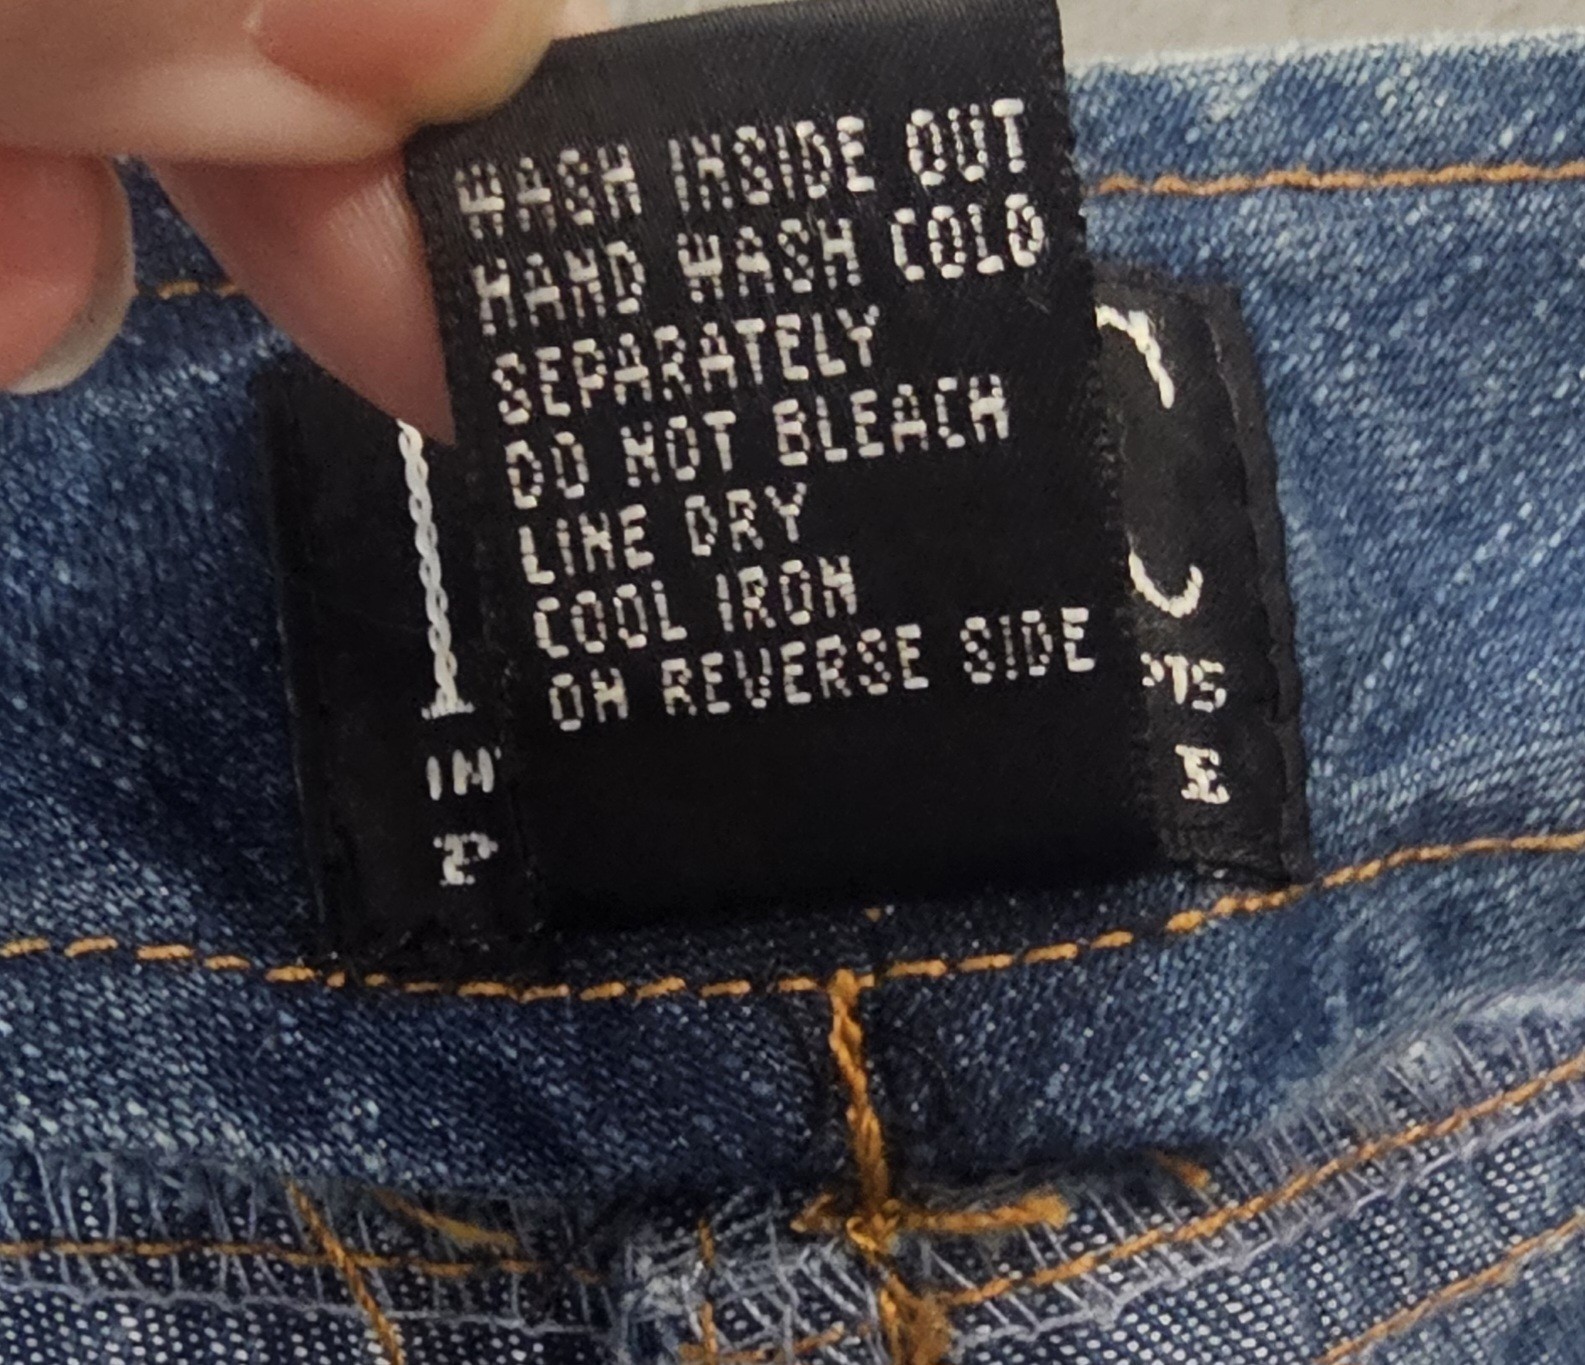 WASH INSIDE OUT
HAND WASH COLD
SEPARATELY
DO NOT BLEACH
LINE DRY
COOL IRON
ON REVERSE SIDE